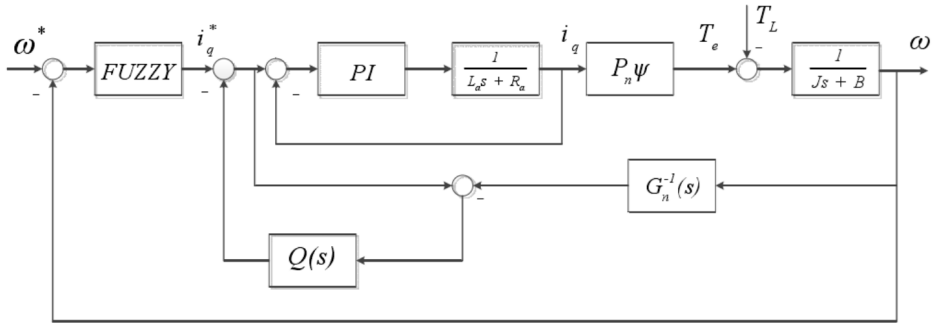 ω*
FUZZY
i_q^*
PI
1 / (L_a s + R_a)
i_q
P_n ψ
T_e
T_L
1 / (Js + B)
ω
G_n^{-1}(s)
Q(s)